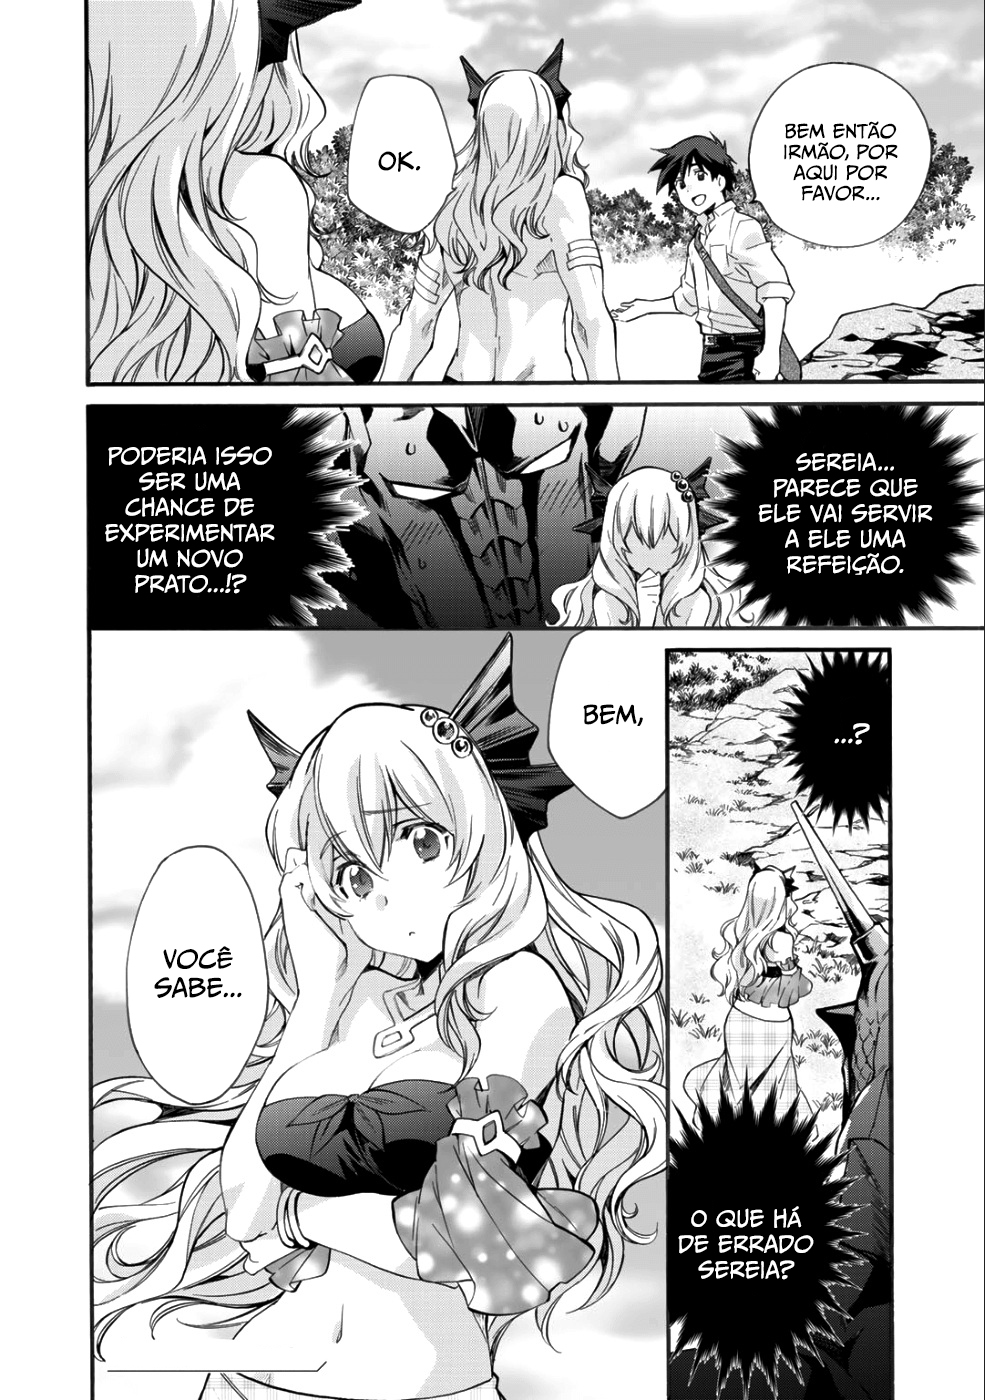 BEM ENTÃO
IRMÃO, POR
AQUI POR
FAVOR...
OK.
SEREIA...
PARECE QUE
ELE VAI SERVIR
A ELE UMA
REFEIÇÃO.
PODERIA ISSO
SER UMA
CHANCE DE
EXPERIMENTAR
UM NOVO
PRATO...!?
...?
O QUE HÁ
DE ERRADO
SEREIA?
BEM,
VOCÊ
SABE...